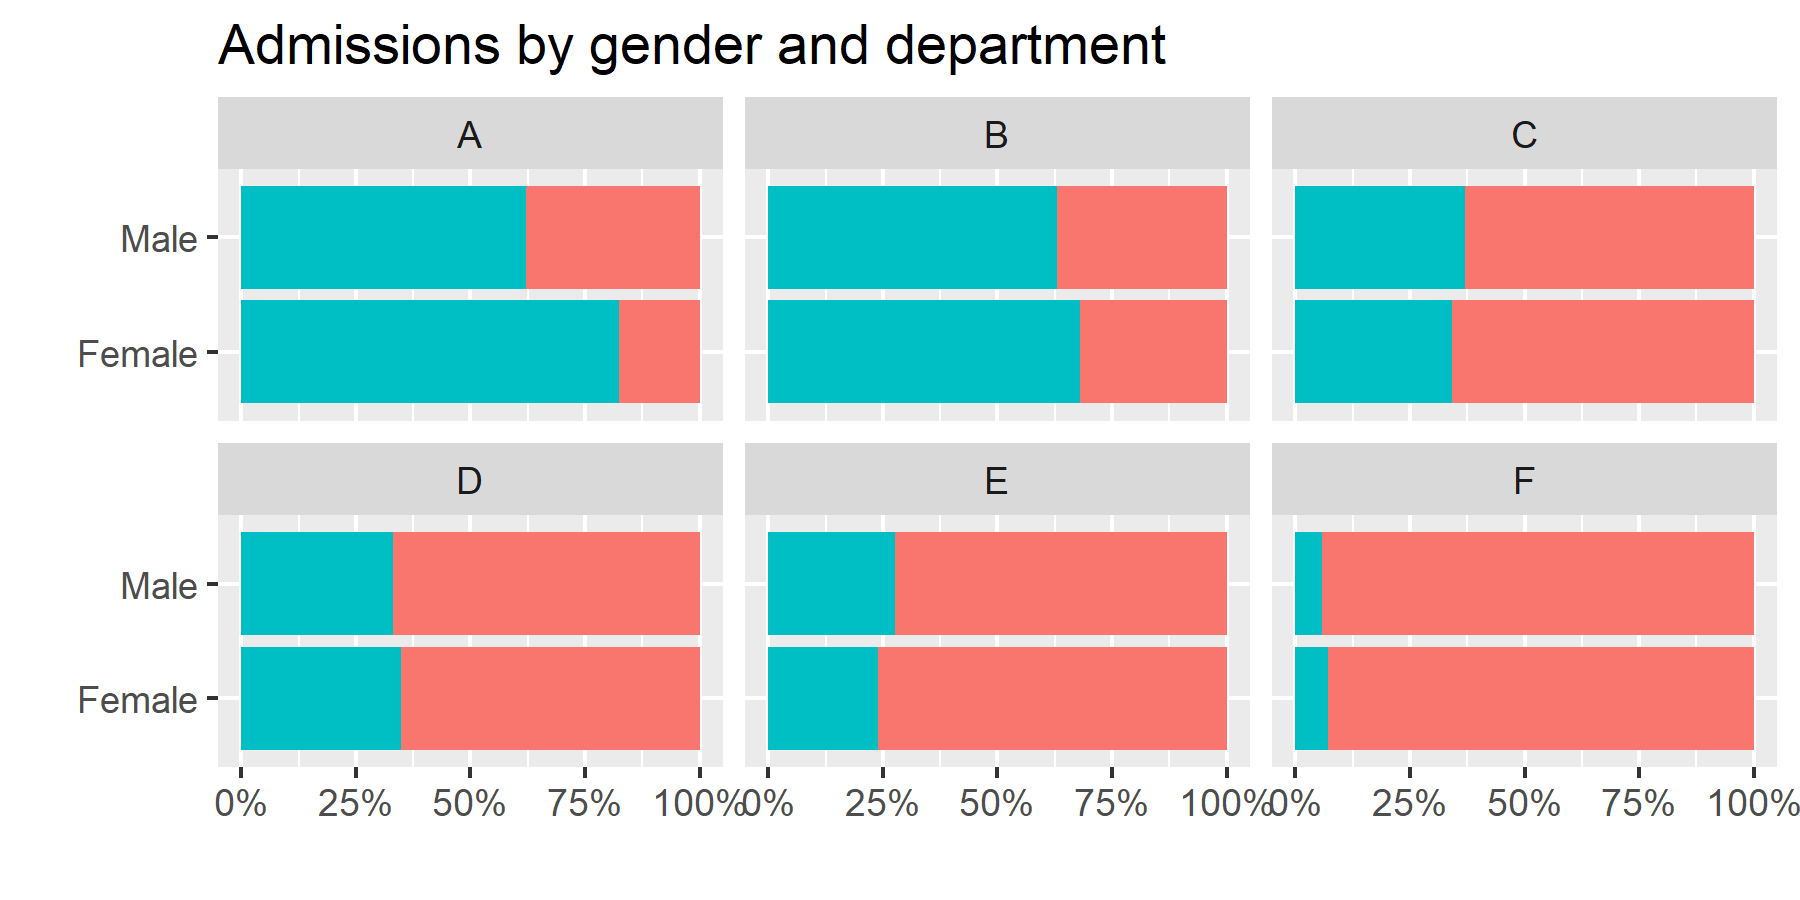 Admissions by gender and department
A B C
Male
Female
D E F
Male
Female
0% 25% 50% 75% 100% 0% 25% 50% 75% 100% 0% 25% 50% 75% 100%